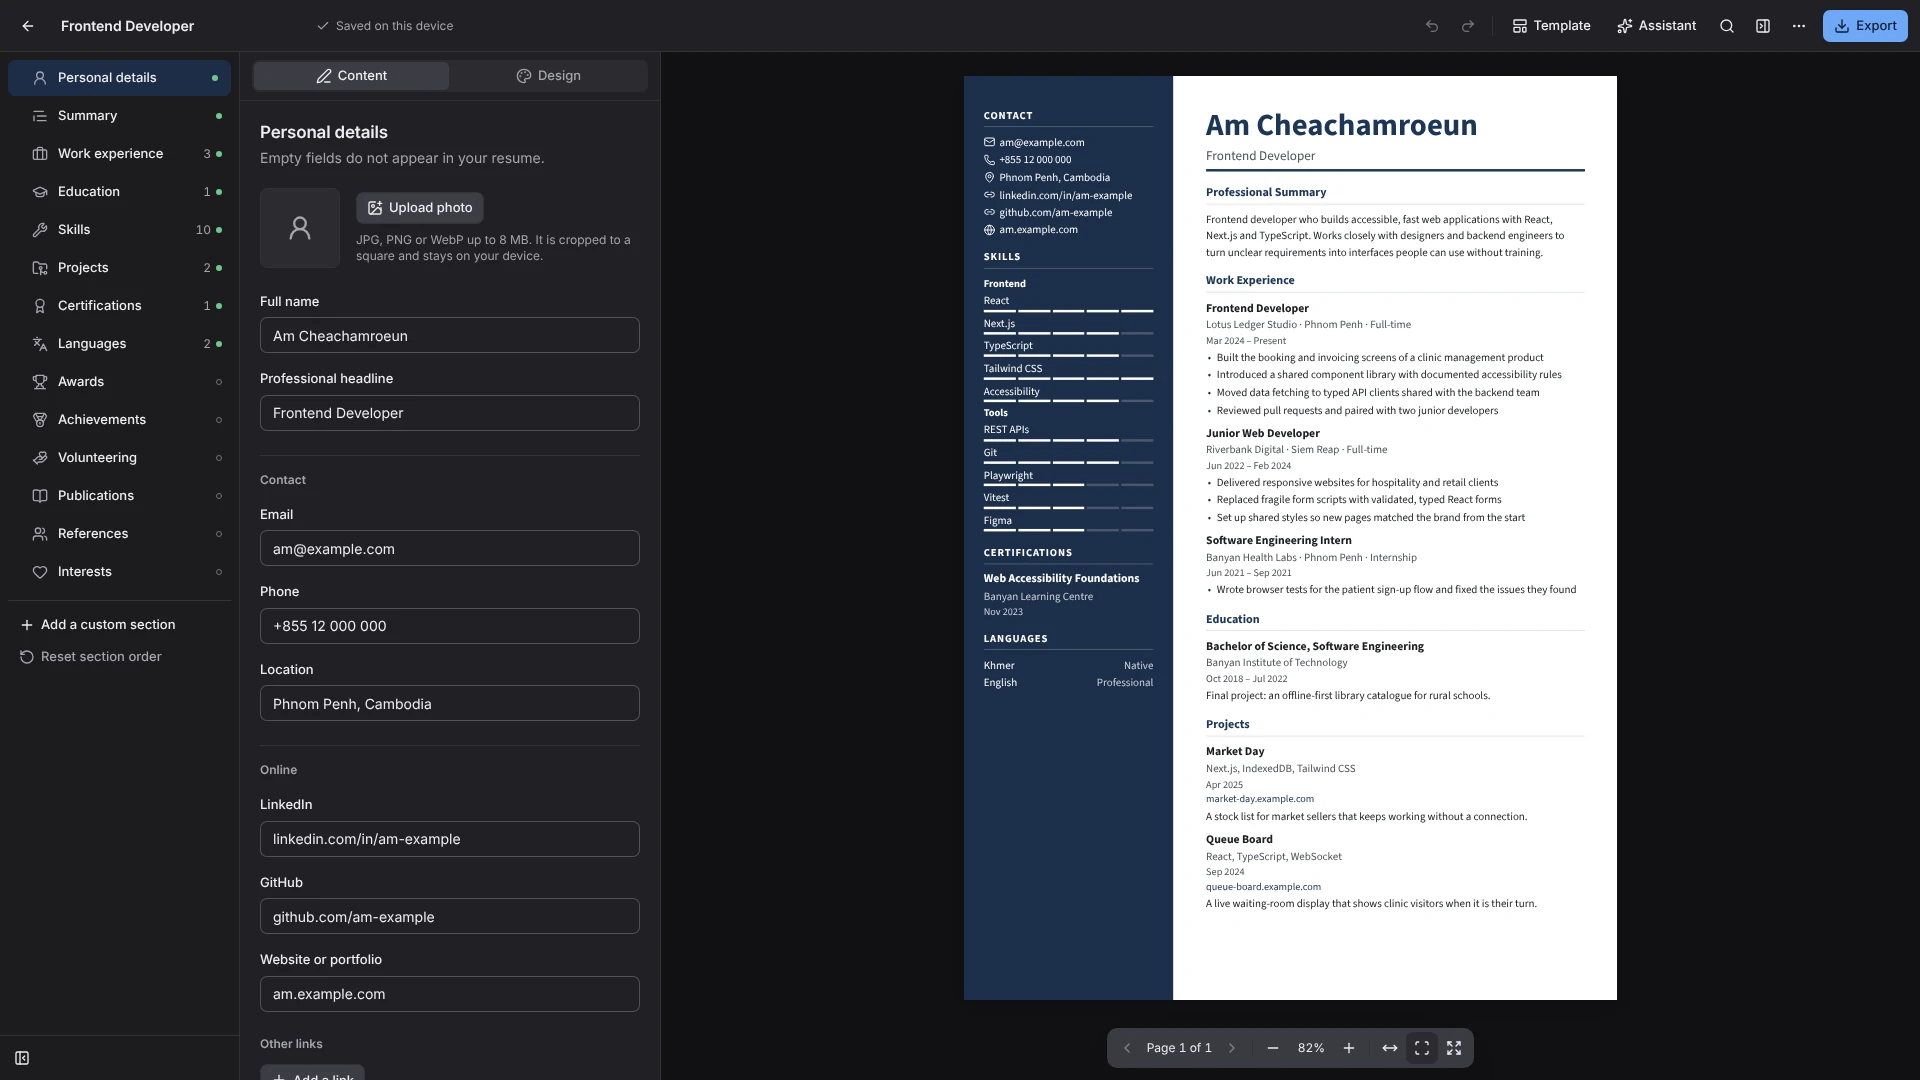 Frontend Developer
Saved on this device
Template
Assistant
Export
Personal details
Summary
Work experience 3
Education 1
Skills 10
Projects 2
Certifications 1
Languages 2
Awards
Achievements
Volunteering
Publications
References
Interests
Add a custom section
Reset section order
Content
Design
Personal details
Empty fields do not appear in your resume.
Upload photo
JPG, PNG or WebP up to 8 MB. It is cropped to a
square and stays on your device.
Full name
Am Cheachamroeun
Professional headline
Frontend Developer
Contact
Email
am@example.com
Phone
+855 12 000 000
Location
Phnom Penh, Cambodia
Online
LinkedIn
linkedin.com/in/am-example
GitHub
github.com/am-example
Website or portfolio
am.example.com
Other links
Add a link
CONTACT
am@example.com
+855 12 000 000
Phnom Penh, Cambodia
linkedin.com/in/am-example
github.com/am-example
am.example.com
SKILLS
Frontend
React
Next.js
TypeScript
Tailwind CSS
Accessibility
Tools
REST APIs
Git
Playwright
Vitest
Figma
CERTIFICATIONS
Web Accessibility Foundations
Banyan Learning Centre
Nov 2023
LANGUAGES
Khmer Native
English Professional
Am Cheachamroeun
Frontend Developer
Professional Summary
Frontend developer who builds accessible, fast web applications with React,
Next.js and TypeScript. Works closely with designers and backend engineers to
turn unclear requirements into interfaces people can use without training.
Work Experience
Frontend Developer
Lotus Ledger Studio · Phnom Penh · Full-time
Mar 2024 – Present
• Built the booking and invoicing screens of a clinic management product
• Introduced a shared component library with documented accessibility rules
• Moved data fetching to typed API clients shared with the backend team
• Reviewed pull requests and paired with two junior developers
Junior Web Developer
Riverbank Digital · Siem Reap · Full-time
Jun 2022 – Feb 2024
• Delivered responsive websites for hospitality and retail clients
• Replaced fragile form scripts with validated, typed React forms
• Set up shared styles so new pages matched the brand from the start
Software Engineering Intern
Banyan Health Labs · Phnom Penh · Internship
Jun 2021 – Sep 2021
• Wrote browser tests for the patient sign-up flow and fixed the issues they found
Education
Bachelor of Science, Software Engineering
Banyan Institute of Technology
Oct 2018 – Jul 2022
Final project: an offline-first library catalogue for rural schools.
Projects
Market Day
Next.js, IndexedDB, Tailwind CSS
Apr 2025
market-day.example.com
A stock list for market sellers that keeps working without a connection.
Queue Board
React, TypeScript, WebSocket
Sep 2024
queue-board.example.com
A live waiting-room display that shows clinic visitors when it is their turn.
Page 1 of 1
82%